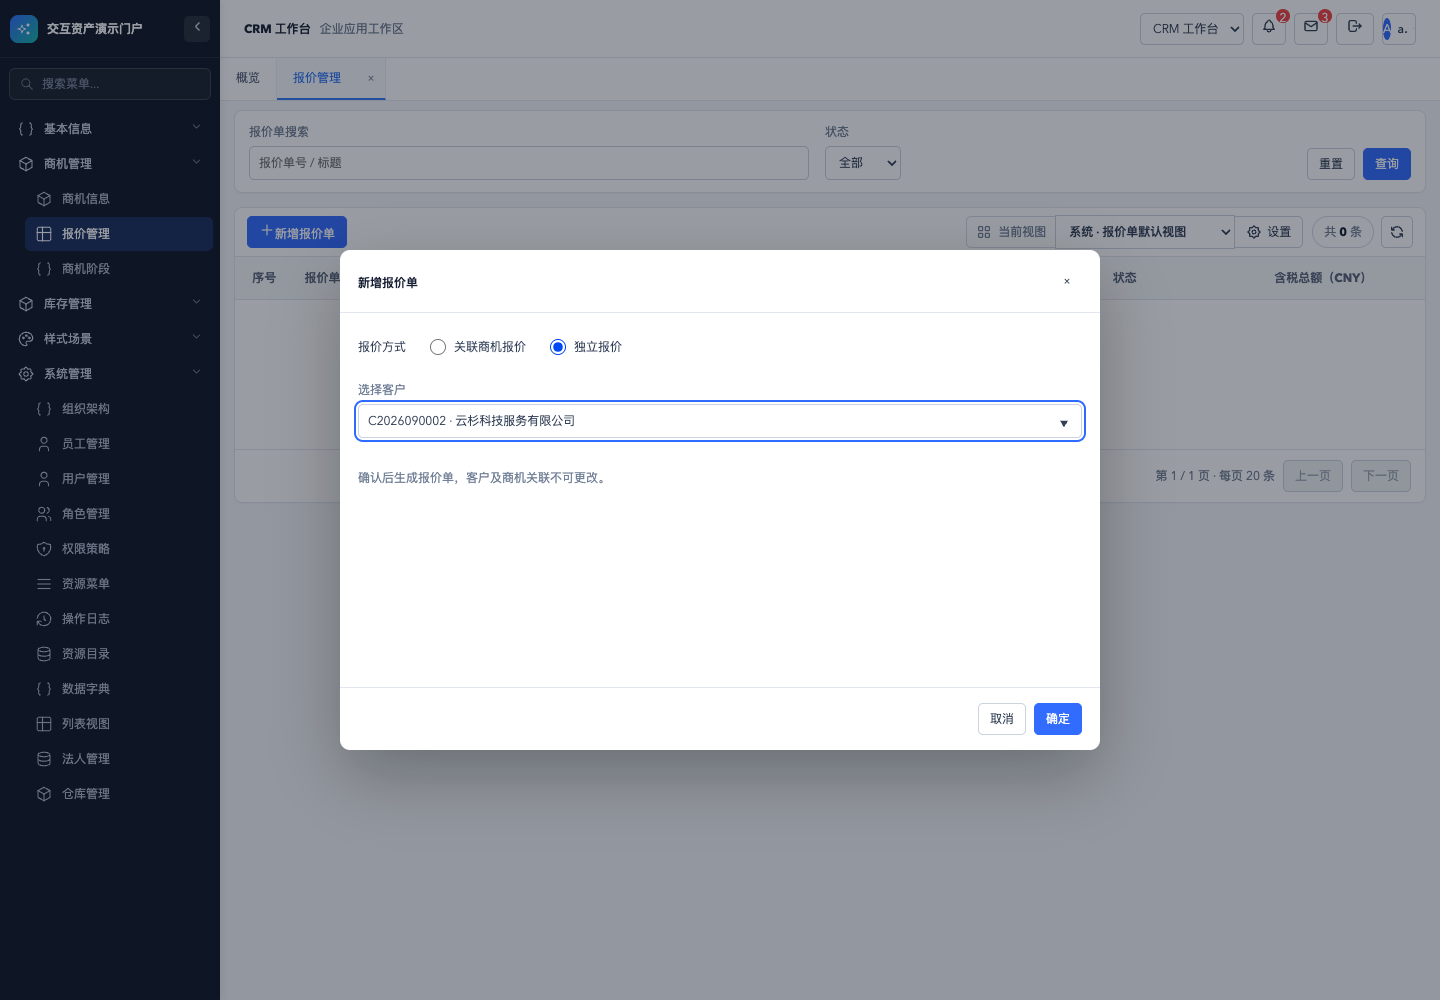 交互资产演示门户
搜索菜单...
基本信息
商机管理
商机信息
报价管理
商机阶段
库存管理
样式场景
系统管理
组织架构
员工管理
用户管理
角色管理
权限策略
资源菜单
操作日志
资源目录
数据字典
列表视图
法人管理
仓库管理
CRM 工作台 企业应用工作区
CRM 工作台
2
3
A a.
概览
报价管理 ×
报价单搜索
状态
报价单号 / 标题
全部
重置
查询
新增报价单
当前视图
系统 · 报价单默认视图
设置
共 0 条
序号
报价单
状态
含税总额（CNY）
新增报价单
×
报价方式
关联商机报价
独立报价
选择客户
C2026090002 · 云杉科技服务有限公司
确认后生成报价单，客户及商机关联不可更改。
第 1 / 1 页 · 每页 20 条
上一页
下一页
取消
确定